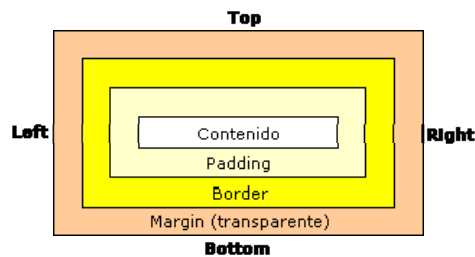 Top
Left
Right
Contenido
Padding
Border
Margin (transparente)
Bottom